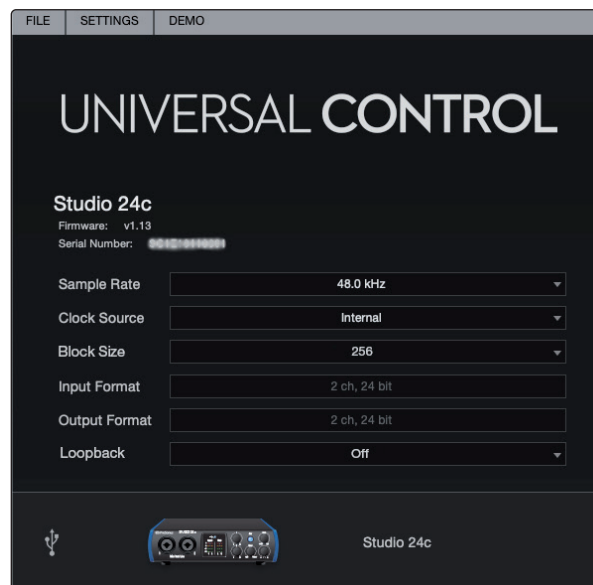 FILE SETTINGS DEMO
UNIVERSAL CONTROL
Studio 24c
Firmware: v1.13
Serial Number:
Sample Rate 48.0 kHz
Clock Source Internal
Block Size 256
Input Format 2 ch, 24 bit
Output Format 2 ch, 24 bit
Loopback Off
Studio 24c